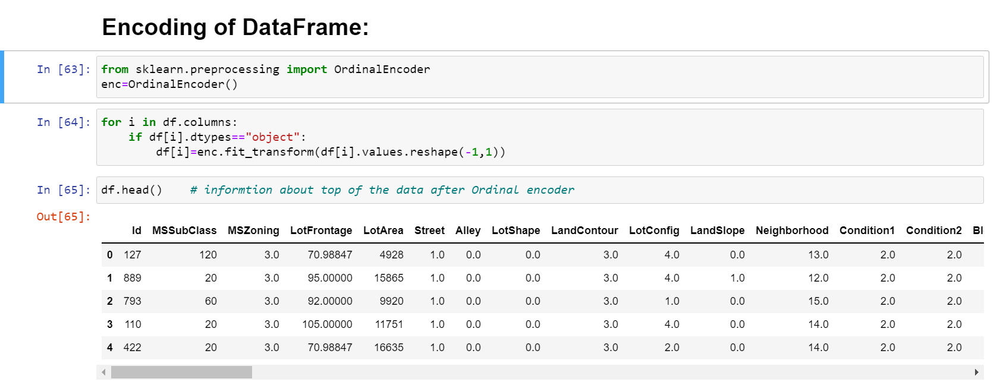 Encoding of DataFrame:
In [63]: from sklearn.preprocessing import OrdinalEncoder
enc=OrdinalEncoder()
In [64]: for i in df.columns:
    if df[i].dtypes=="object":
        df[i]=enc.fit_transform(df[i].values.reshape(-1,1))
In [65]: df.head()    # informtion about top of the data after Ordinal encoder
Out[65]:
Id MSSubClass MSZoning LotFrontage LotArea Street Alley LotShape LandContour LotConfig LandSlope Neighborhood Condition1 Condition2 Bl
0 127 120 3.0 70.98847 4928 1.0 0.0 0.0 3.0 4.0 0.0 13.0 2.0 2.0
1 889 20 3.0 95.00000 15865 1.0 0.0 0.0 3.0 4.0 1.0 12.0 2.0 2.0
2 793 60 3.0 92.00000 9920 1.0 0.0 0.0 3.0 1.0 0.0 15.0 2.0 2.0
3 110 20 3.0 105.00000 11751 1.0 0.0 0.0 3.0 4.0 0.0 14.0 2.0 2.0
4 422 20 3.0 70.98847 16635 1.0 0.0 0.0 3.0 2.0 0.0 14.0 2.0 2.0